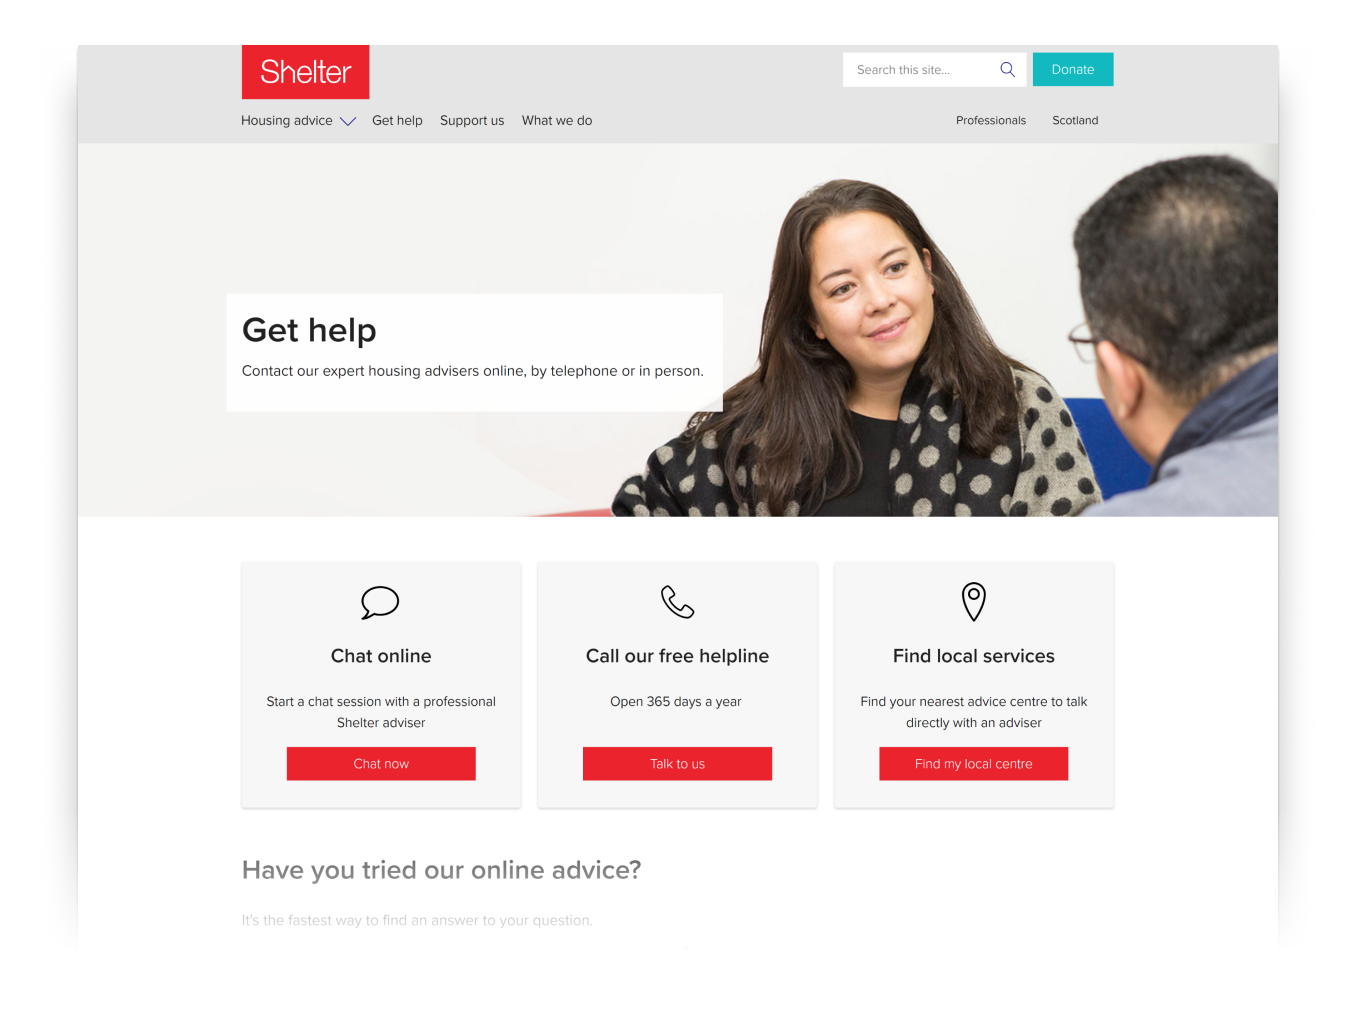 Shelter
Search this site...
Donate
Housing advice
Get help
Support us
What we do
Professionals
Scotland
Get help
Contact our expert housing advisers online, by telephone or in person.
Chat online
Start a chat session with a professional
Shelter adviser
Chat now
Call our free helpline
Open 365 days a year
Talk to us
Find local services
Find your nearest advice centre to talk
directly with an adviser
Find my local centre
Have you tried our online advice?
It's the fastest way to find an answer to your question.